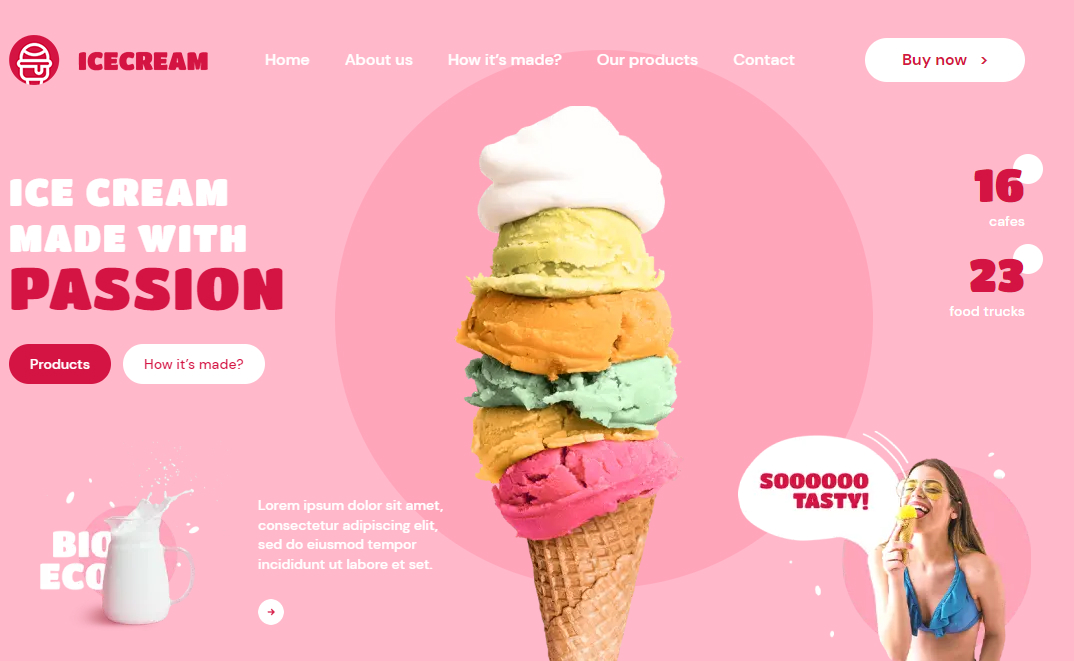 ICECREAM
Home About us How it's made? Our products Contact
Buy now
ICE CREAM
MADE WITH
PASSION
Products How it's made?
16
cafes
23
food trucks
BIO
ECO
Lorem ipsum dolor sit amet,
consectetur adipiscing elit,
sed do eiusmod tempor
incididunt ut labore et set.
SOOOOOO
TASTY!